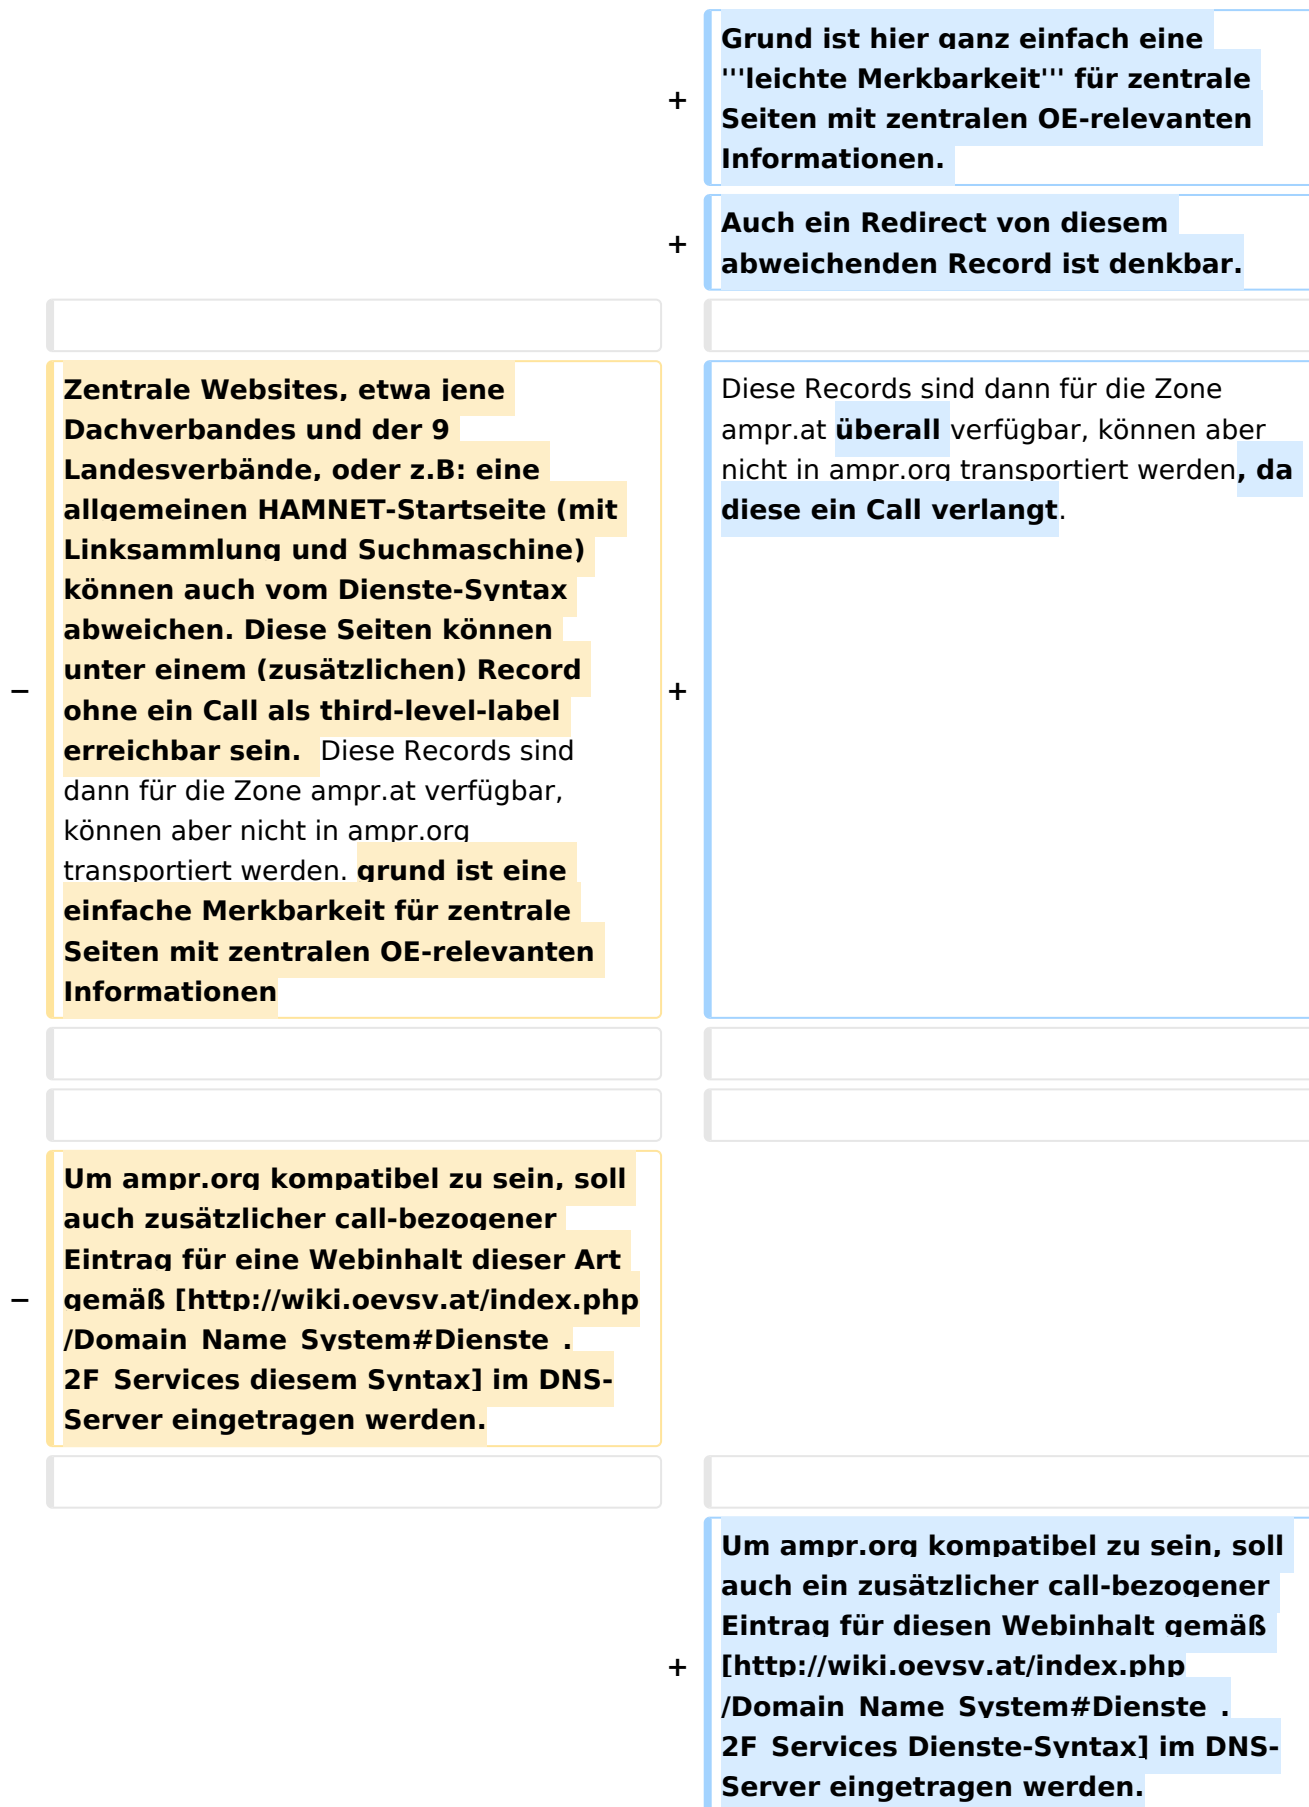 Grund ist hier ganz einfach eine
'''leichte Merkbarkeit''' für zentrale
+
Seiten mit zentralen OE-relevanten
Informationen.
Auch ein Redirect von diesem
+
abweichenden Record ist denkbar.
Zentrale Websites, etwa jene
Dachverbandes und der 9
Landesverbände, oder z.B: eine
allgemeinen HAMNET-Startseite (mit
Linksammlung und Suchmaschine)
können auch vom Dienste-Syntax
abweichen. Diese Seiten können
unter einem (zusätzlichen) Record
−
ohne ein Call als third-level-label
erreichbar sein. Diese Records sind
dann für die Zone ampr.at verfügbar,
können aber nicht in ampr.org
transportiert werden. grund ist eine
einfache Merkbarkeit für zentrale
Seiten mit zentralen OE-relevanten
Informationen
+
Diese Records sind dann für die Zone
ampr.at überall verfügbar, können aber
nicht in ampr.org transportiert werden, da
diese ein Call verlangt.
Um ampr.org kompatibel zu sein, soll
auch zusätzlicher call-bezogener
Eintrag für eine Webinhalt dieser Art
−
gemäß [http://wiki.oevsv.at/index.php
/Domain_Name_System#Dienste_.
2F_Services diesem Syntax] im DNS-
Server eingetragen werden.
Um ampr.org kompatibel zu sein, soll
auch ein zusätzlicher call-bezogener
Eintrag für diesen Webinhalt gemäß
+
[http://wiki.oevsv.at/index.php
/Domain_Name_System#Dienste_.
2F_Services Dienste-Syntax] im DNS-
Server eingetragen werden.